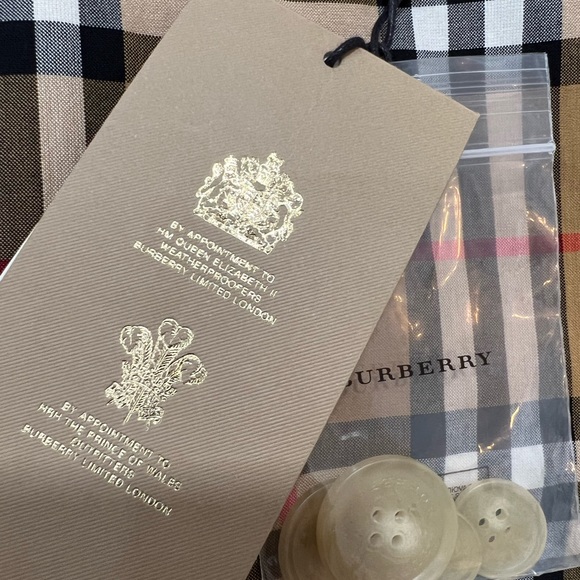 BY APPOINTMENT TO
HM QUEEN ELIZABETH II
WEATHERPROOFERS
BURBERRY LIMITED LONDON
BY APPOINTMENT TO
HRH THE PRINCE OF WALES
OUTFITTERS
BURBERRY LIMITED LONDON
BURBERRY